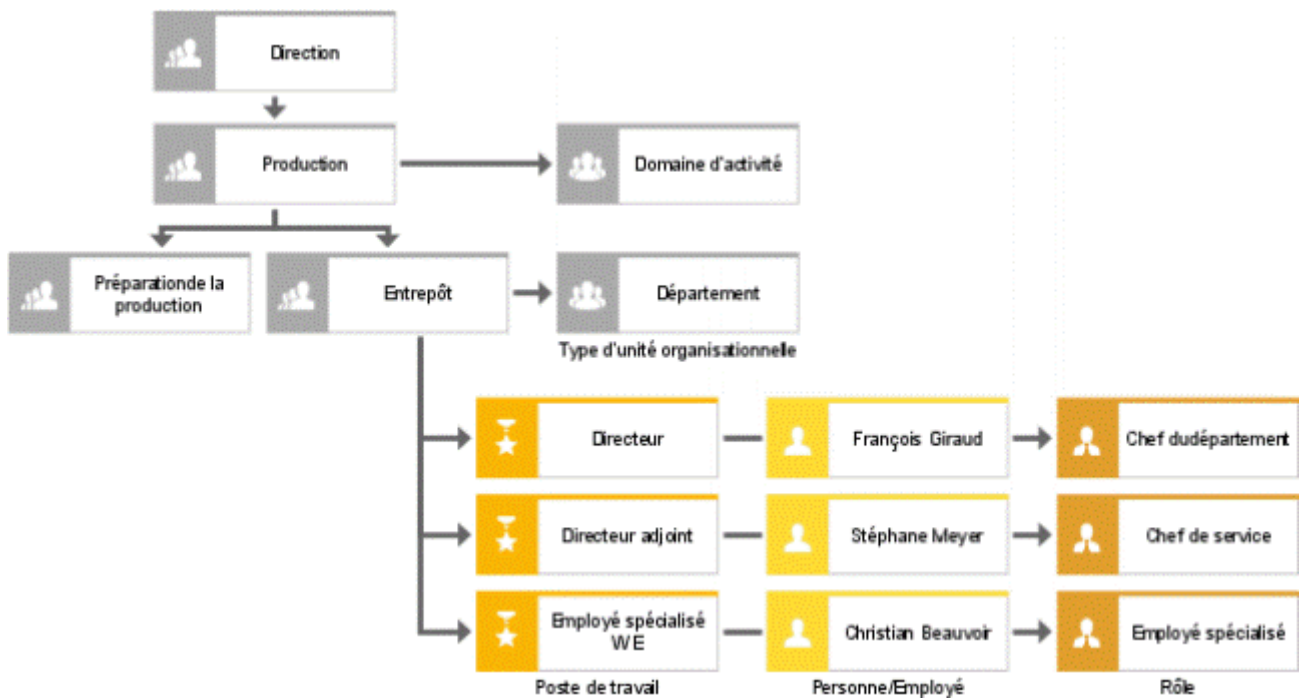 Direction
Production
Domaine d'activité
Préparationde la
production
Entrepôt
Département
Type d'unité organisationnelle
Directeur
François Giraud
Chef dudépartement
Directeur adjoint
Stéphane Meyer
Chef de service
Employé spécialisé
WE
Christian Beauvoir
Employé spécialisé
Poste de travail
Personne/Employé
Rôle